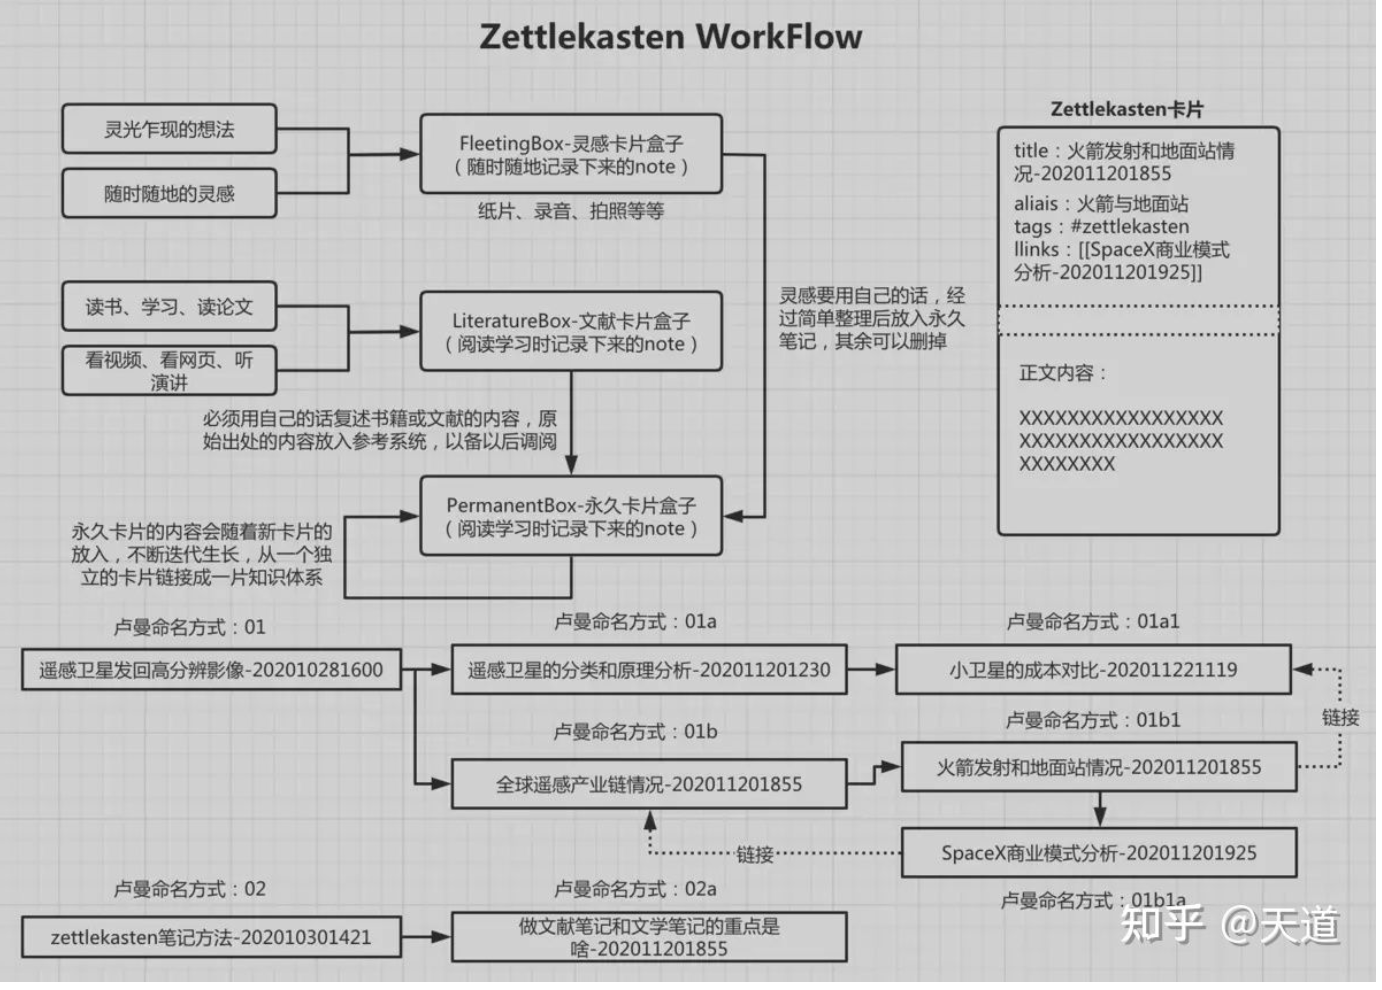 Zettlekasten WorkFlow
灵光乍现的想法
随时随地的灵感
FleetingBox-灵感卡片盒子
（随时随地记录下来的note）
纸片、录音、拍照等等
读书、学习、读论文
看视频、看网页、听
演讲
LiteratureBox-文献卡片盒子
（阅读学习时记录下来的note）
灵感要用自己的话，经
过简单整理后放入永久
笔记，其余可以删掉
必须用自己的话复述书籍或文献的内容，原
始出处的内容放入参考系统，以备以后调阅
PermanentBox-永久卡片盒子
（阅读学习时记录下来的note）
永久卡片的内容会随着新卡片的
放入，不断迭代生长，从一个独
立的卡片链接成一片知识体系
Zettlekasten卡片
title：火箭发射和地面站情
况-202011201855
aliais：火箭与地面站
tags：#zettlekasten
llinks：[[SpaceX商业模式
分析-202011201925]]
正文内容：
XXXXXXXXXXXXXXXXX
XXXXXXXXXXXXXXXXX
XXXXXXXX
卢曼命名方式：01
遥感卫星发回高分辨影像-202010281600
卢曼命名方式：01a
遥感卫星的分类和原理分析-202011201230
卢曼命名方式：01a1
小卫星的成本对比-202011221119
链接
卢曼命名方式：01b
全球遥感产业链情况-202011201855
卢曼命名方式：01b1
火箭发射和地面站情况-202011201855
链接
SpaceX商业模式分析-202011201925
卢曼命名方式：01b1a
卢曼命名方式：02
zettlekasten笔记方法-202010301421
卢曼命名方式：02a
做文献笔记和文学笔记的重点是
啥-202011201855
知乎 @天道